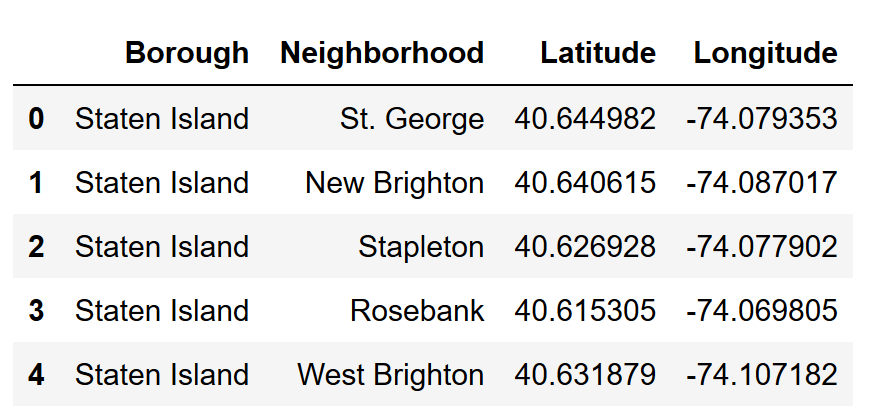 Borough Neighborhood Latitude Longitude
0 Staten Island St. George 40.644982 -74.079353
1 Staten Island New Brighton 40.640615 -74.087017
2 Staten Island Stapleton 40.626928 -74.077902
3 Staten Island Rosebank 40.615305 -74.069805
4 Staten Island West Brighton 40.631879 -74.107182